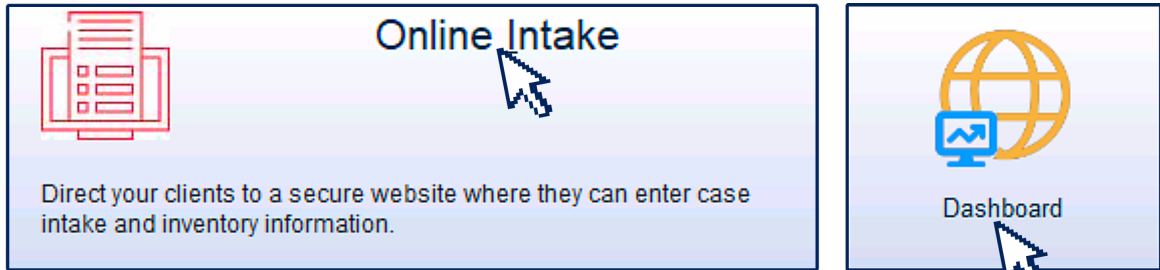 Online Intake
Direct your clients to a secure website where they can enter case
intake and inventory information.
Dashboard